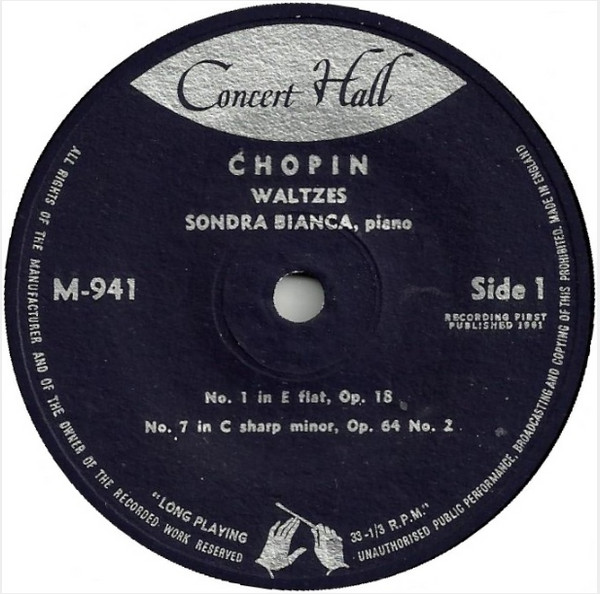 Concert Hall
CHOPIN
WALTZES
SONDRA BIANCA, piano
M-941
Side 1
RECORDING FIRST
PUBLISHED 1961
No. 1 in E flat, Op. 18
No. 7 in C sharp minor, Op. 64 No. 2
"LONG PLAYING
33-1/3 R.P.M."
ALL RIGHTS OF THE MANUFACTURER AND OF THE OWNER OF THE RECORDED WORK RESERVED
UNAUTHORISED PUBLIC PERFORMANCE, BROADCASTING AND COPYING OF THIS PROHIBITED. MADE IN ENGLAND